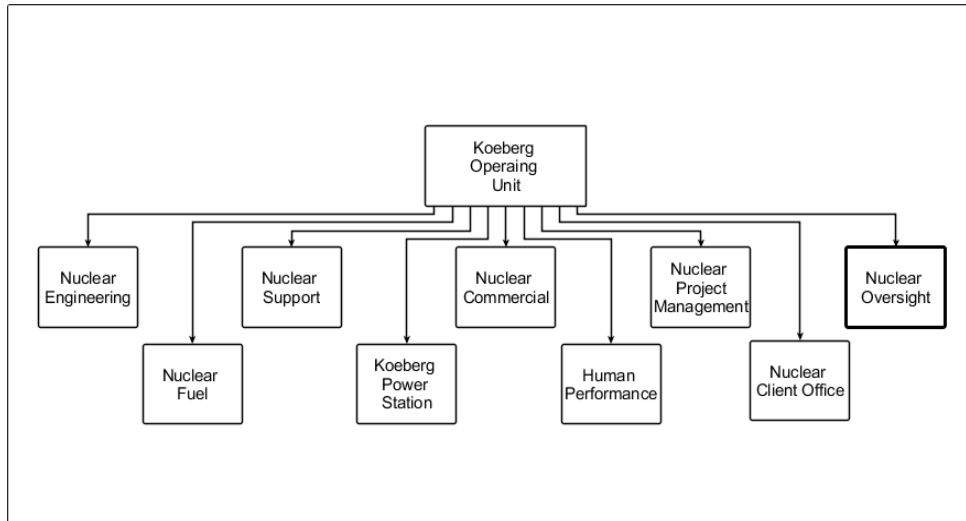 Koeberg
Operaing
Unit
Nuclear
Engineering
Nuclear
Support
Nuclear
Commercial
Nuclear
Project
Management
Nuclear
Oversight
Nuclear
Fuel
Koeberg
Power
Station
Human
Performance
Nuclear
Client Office